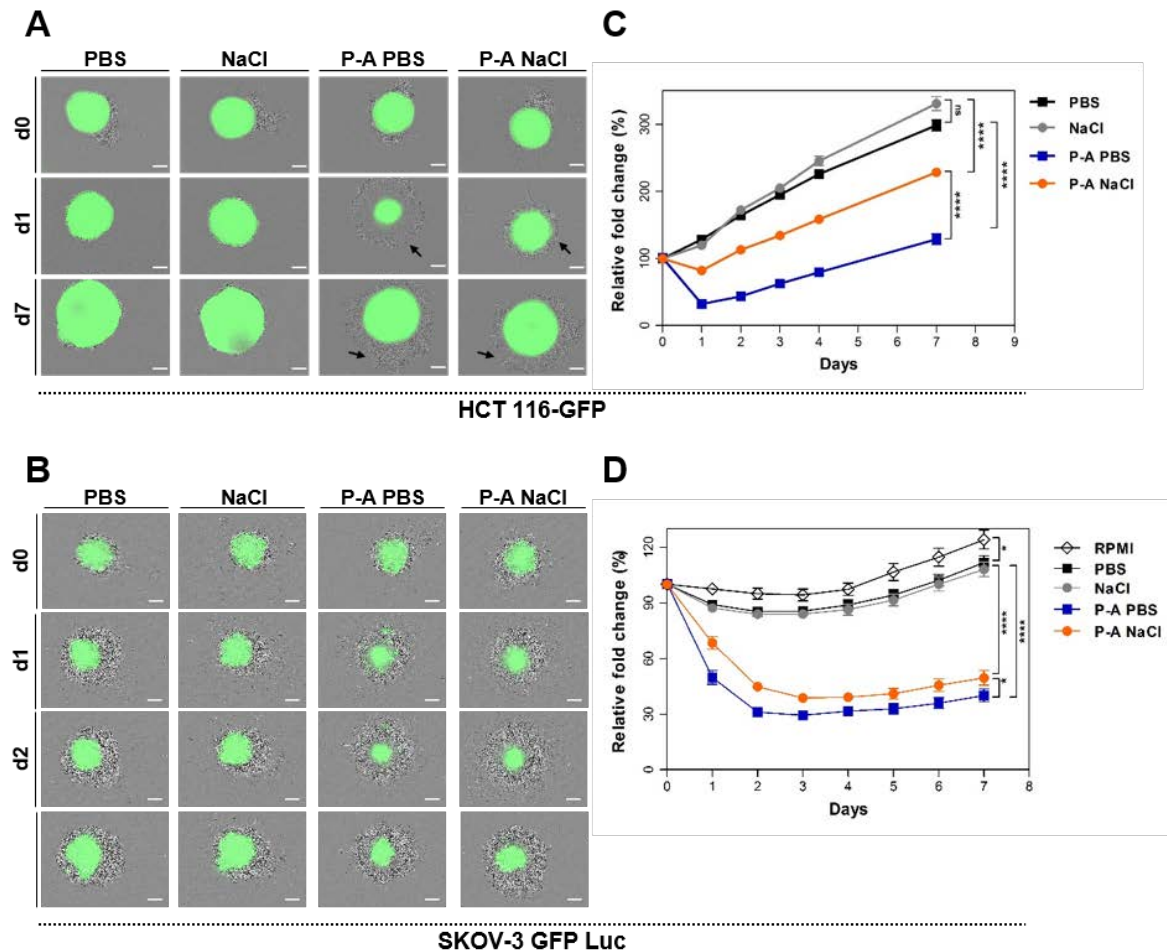 A
PBS NaCl P-A PBS P-A NaCl
d0
d1
d7
C
Relative fold change (%)
300
200
100
0
0 1 2 3 4 5 6 7 8 9
Days
ns
****
****
****
PBS
NaCl
P-A PBS
P-A NaCl
HCT 116-GFP
B
PBS NaCl P-A PBS P-A NaCl
d0
d1
d2
D
Relative fold change (%)
120
90
60
30
0
0 1 2 3 4 5 6 7 8
Days
*
****
****
*
RPMI
PBS
NaCl
P-A PBS
P-A NaCl
SKOV-3 GFP Luc